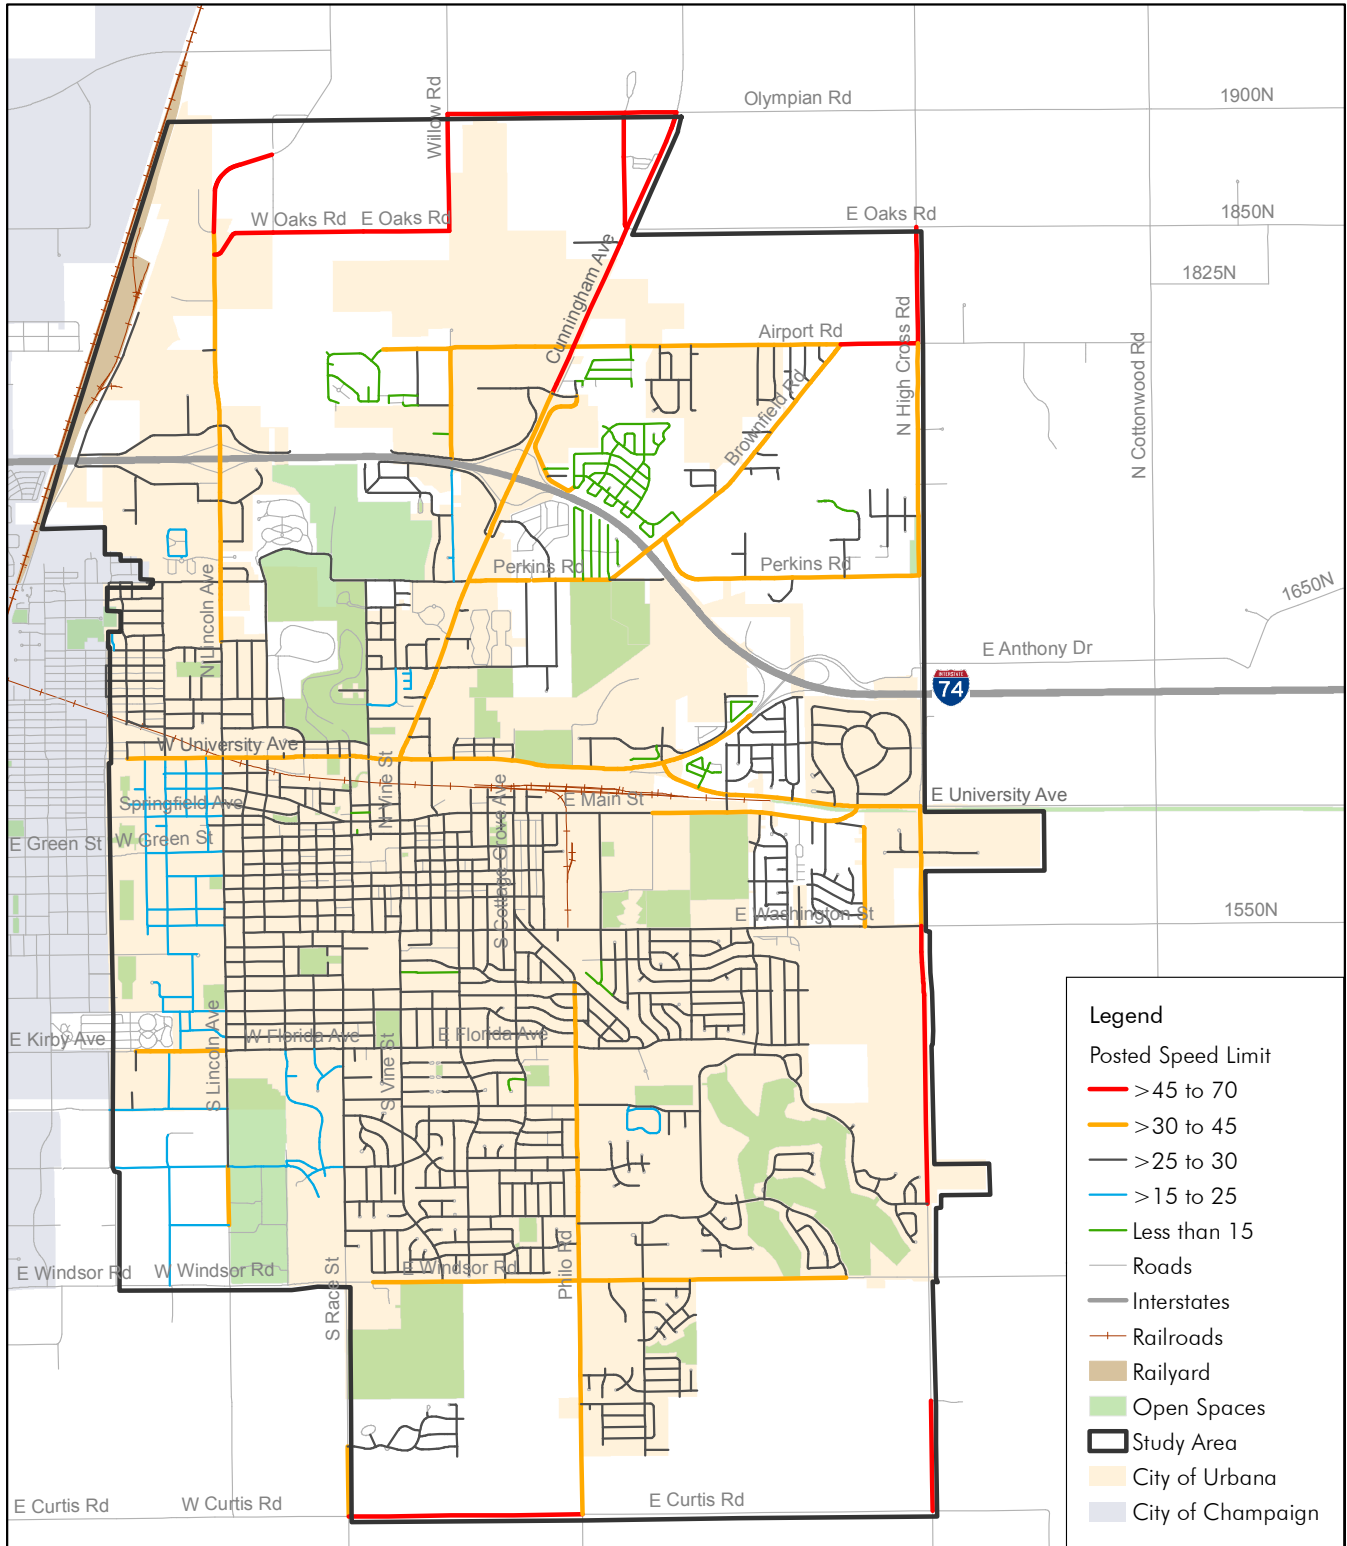 Willow Rd
Olympian Rd
1900N
W Oaks Rd
E Oaks Rd
E Oaks Rd
1850N
1825N
Cunningham Ave
Airport Rd
N High Cross Rd
N Cottonwood Rd
Brownfield Rd
Perkins Rd
Perkins Rd
1650N
N Lincoln Ave
E Anthony Dr
INTERSTATE
74
W University Ave
N Vine St
Springfield Ave
E Main St
E University Ave
E Green St
W Green St
S Cottage Grove Ave
E Washington St
1550N
E Kirby Ave
S Lincoln Ave
W Florida Ave
S Vine St
E Florida Ave
E Windsor Rd
W Windsor Rd
S Race St
E Windsor Rd
Philo Rd
E Curtis Rd
W Curtis Rd
E Curtis Rd
Legend
Posted Speed Limit
>45 to 70
>30 to 45
>25 to 30
>15 to 25
Less than 15
Roads
Interstates
Railroads
Railyard
Open Spaces
Study Area
City of Urbana
City of Champaign